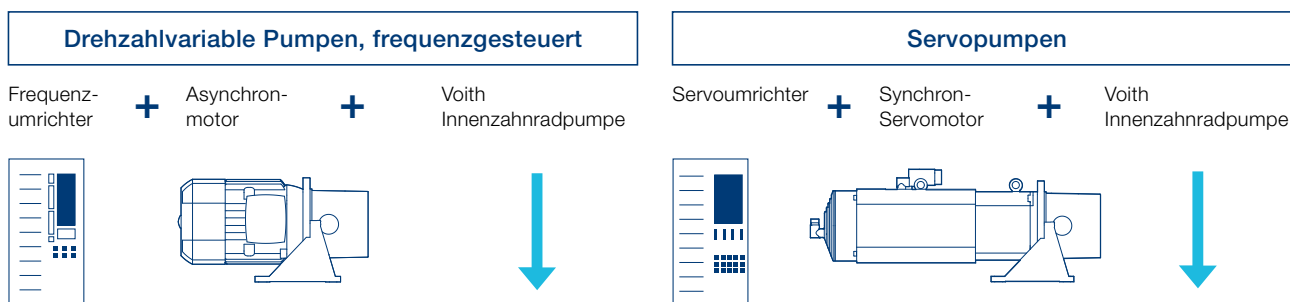 Drehzahlvariable Pumpen, frequenzgesteuert
Frequenz-
umrichter
+
Asynchron-
motor
+
Voith
Innenzahnradpumpe
Servopumpen
Servoumrichter
+
Synchron-
Servomotor
+
Voith
Innenzahnradpumpe